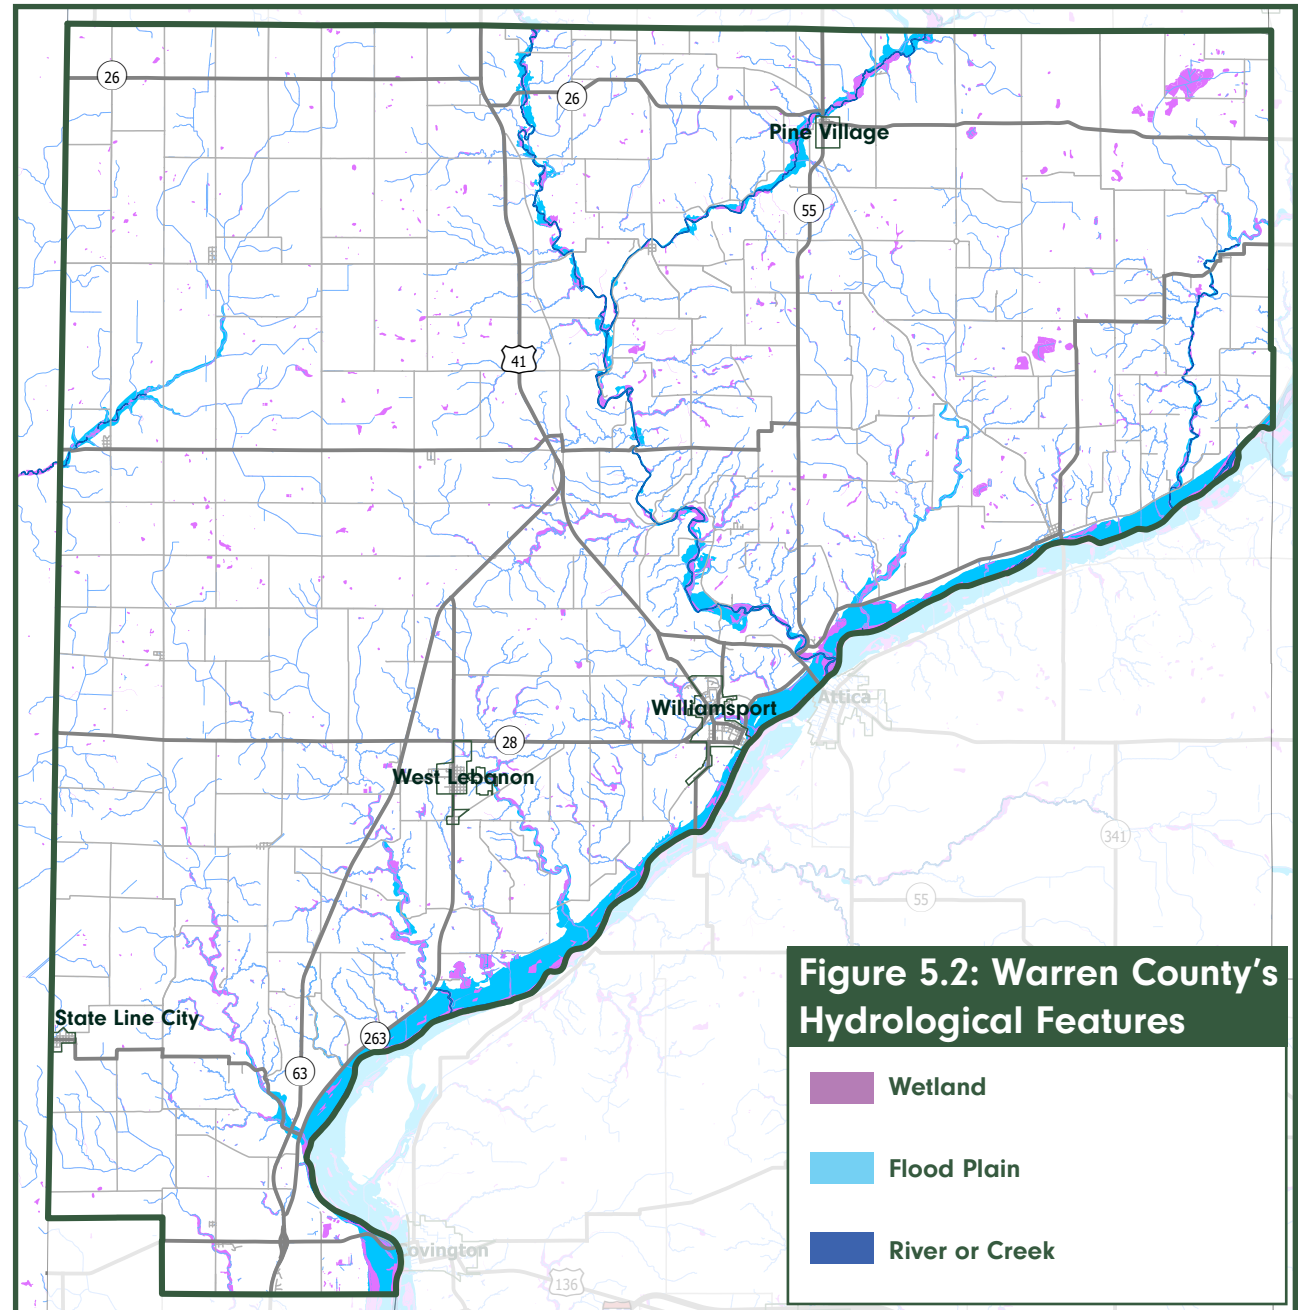 26
26
Pine Village
55
41
Attica
Williamsport
28
West Lebanon
341
55
Figure 5.2: Warren County’s
Hydrological Features
State Line City
263
63
Wetland
Flood Plain
River or Creek
Covington
136